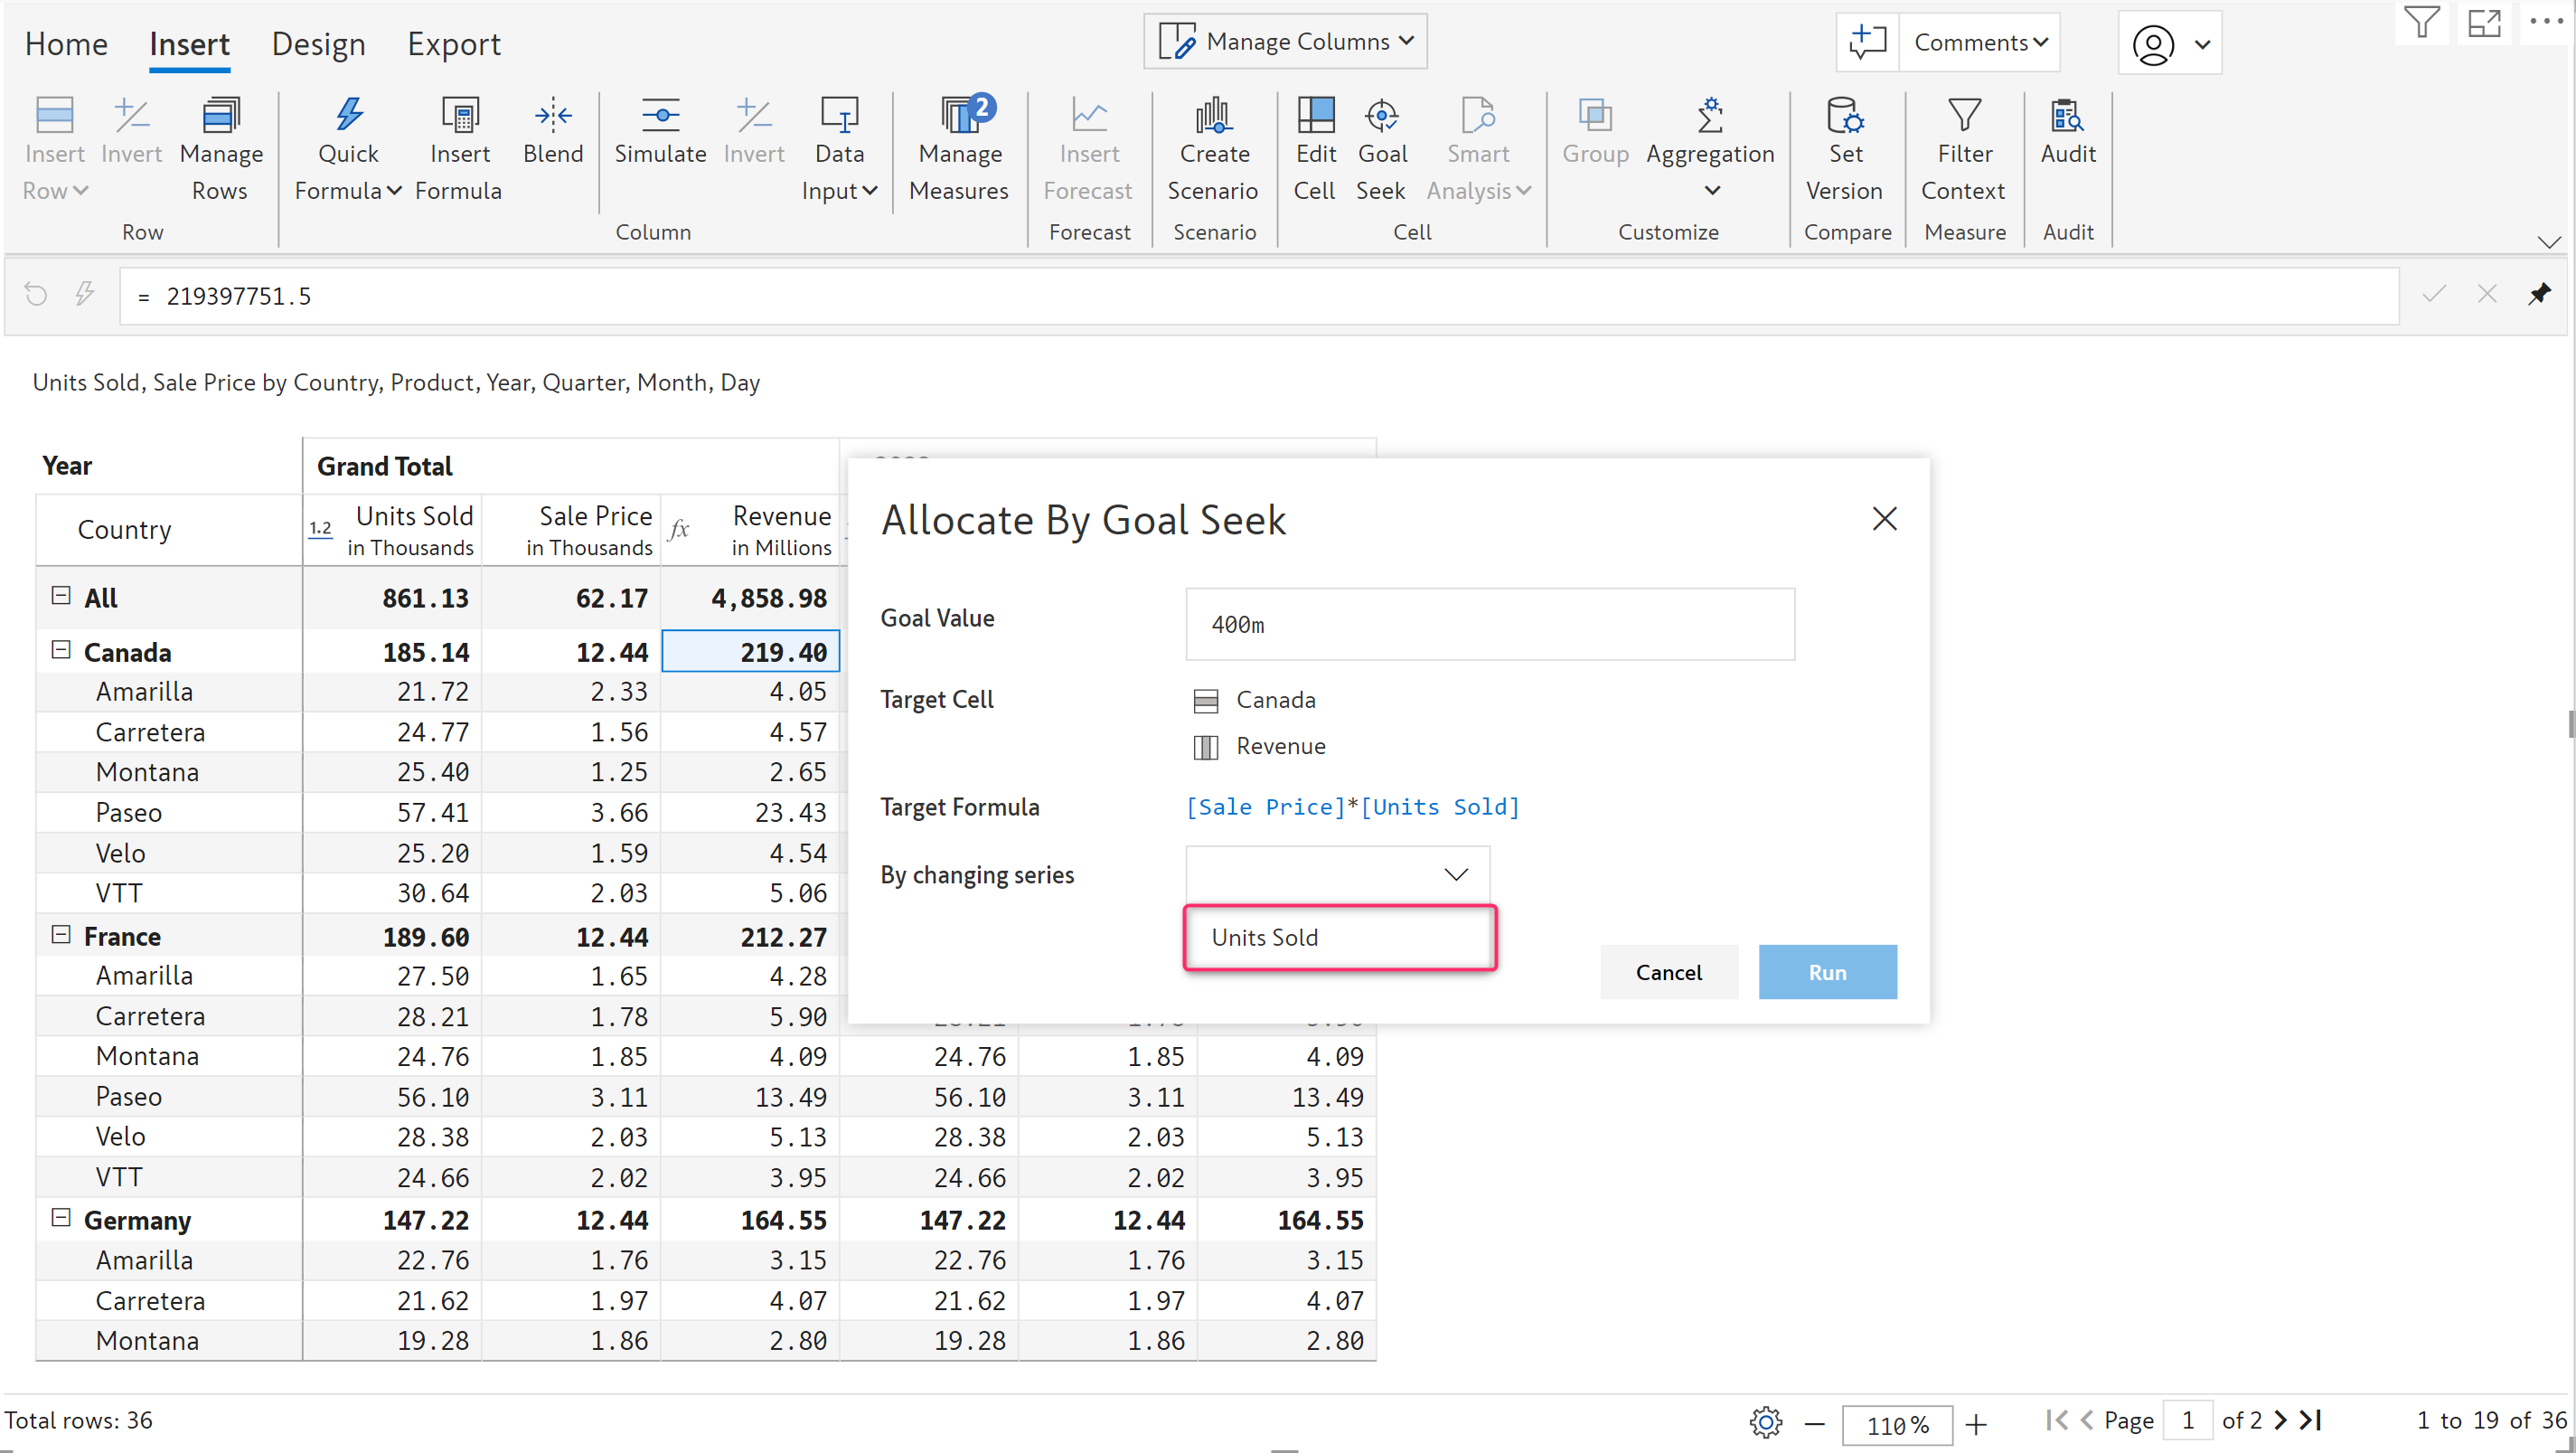 Home Insert Design Export Manage Columns Comments
Insert Row Invert Manage Rows Quick Formula Insert Formula Blend Simulate Invert Data Input Manage Measures 2 Insert Forecast Create Scenario Edit Cell Goal Seek Smart Analysis Group Aggregation Set Version Filter Context Audit
Row Column Forecast Scenario Cell Customize Compare Measure Audit
= 219397751.5
Units Sold, Sale Price by Country, Product, Year, Quarter, Month, Day
Year Grand Total
Country 1.2 Units Sold in Thousands Sale Price in Thousands fx Revenue in Millions
All 861.13 62.17 4,858.98
Canada 185.14 12.44 219.40
Amarilla 21.72 2.33 4.05
Carretera 24.77 1.56 4.57
Montana 25.40 1.25 2.65
Paseo 57.41 3.66 23.43
Velo 25.20 1.59 4.54
VTT 30.64 2.03 5.06
France 189.60 12.44 212.27
Amarilla 27.50 1.65 4.28
Carretera 28.21 1.78 5.90
Montana 24.76 1.85 4.09 24.76 1.85 4.09
Paseo 56.10 3.11 13.49 56.10 3.11 13.49
Velo 28.38 2.03 5.13 28.38 2.03 5.13
VTT 24.66 2.02 3.95 24.66 2.02 3.95
Germany 147.22 12.44 164.55 147.22 12.44 164.55
Amarilla 22.76 1.76 3.15 22.76 1.76 3.15
Carretera 21.62 1.97 4.07 21.62 1.97 4.07
Montana 19.28 1.86 2.80 19.28 1.86 2.80
Allocate By Goal Seek
Goal Value 400m
Target Cell Canada
Revenue
Target Formula [Sale Price]*[Units Sold]
By changing series
Units Sold
Cancel Run
Total rows: 36 110% Page 1 of 2 1 to 19 of 36